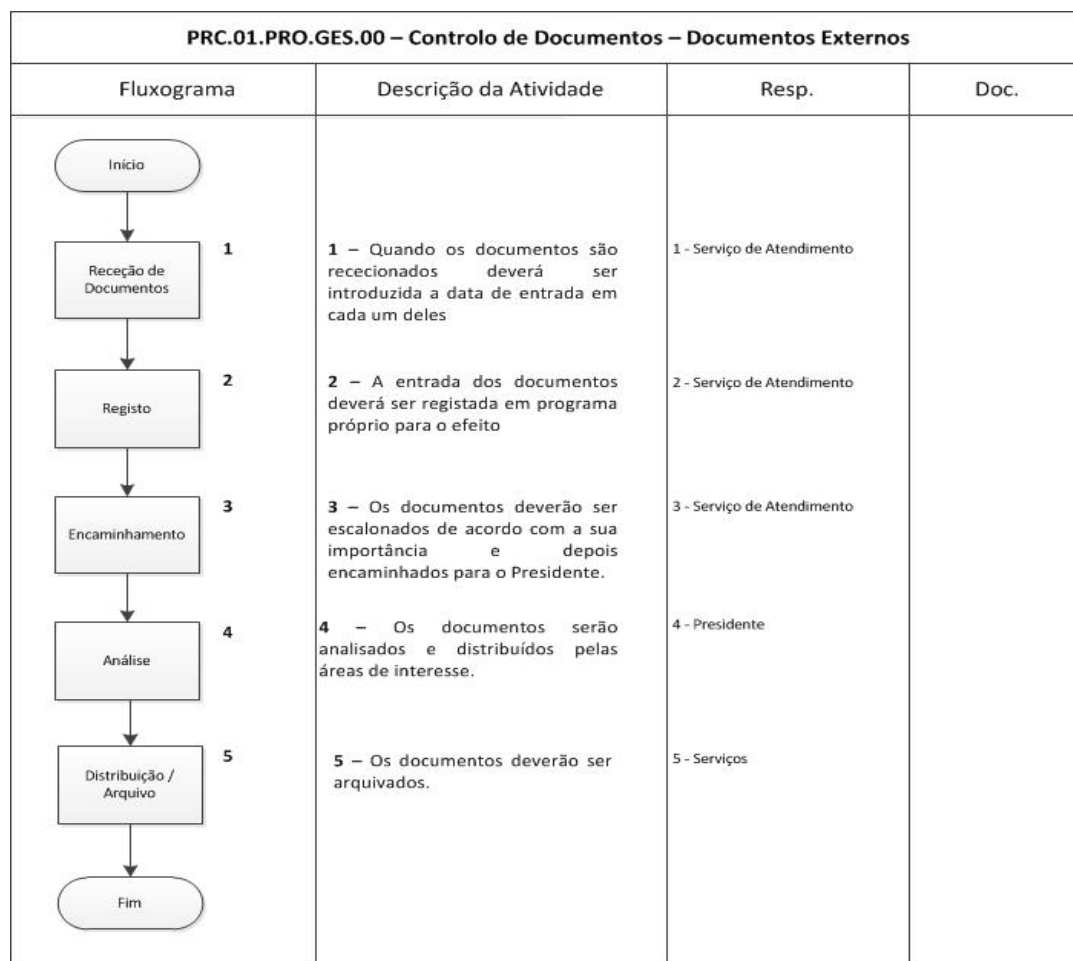 PRC.01.PRO.GES.00 – Controlo de Documentos – Documentos Externos
Fluxograma
Descrição da Atividade
Resp.
Doc.
Início
Receção de
Documentos
1
1 – Quando os documentos são
rececionados deverá ser
introduzida a data de entrada em
cada um deles
1 - Serviço de Atendimento
Registo
2
2 – A entrada dos documentos
deverá ser registada em programa
próprio para o efeito
2 - Serviço de Atendimento
Encaminhamento
3
3 – Os documentos deverão ser
escalonados de acordo com a sua
importância e depois
encaminhados para o Presidente.
3 - Serviço de Atendimento
Análise
4
4 – Os documentos serão
analisados e distribuídos pelas
áreas de interesse.
4 - Presidente
Distribuição /
Arquivo
5
5 – Os documentos deverão ser
arquivados.
5 - Serviços
Fim